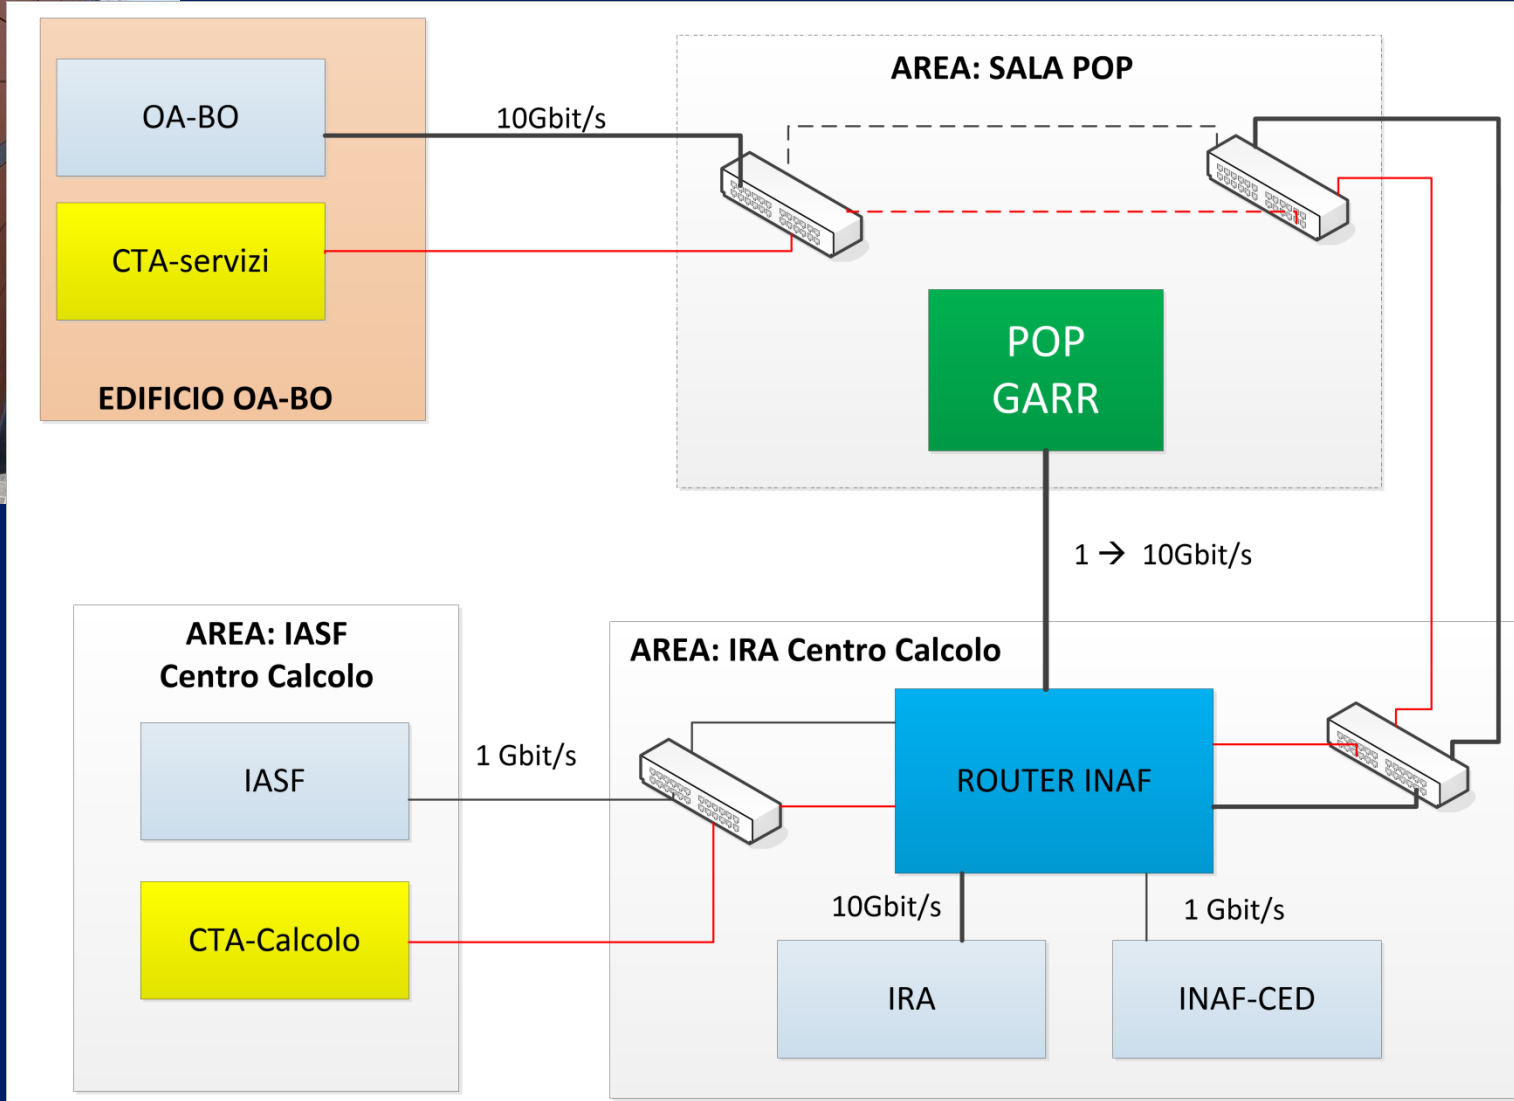 OA-BO
CTA-servizi
EDIFICIO OA-BO
10Gbit/s
AREA: SALA POP
POP
GARR
1 → 10Gbit/s
AREA: IASF
Centro Calcolo
IASF
CTA-Calcolo
1 Gbit/s
AREA: IRA Centro Calcolo
ROUTER INAF
10Gbit/s
1 Gbit/s
IRA
INAF-CED